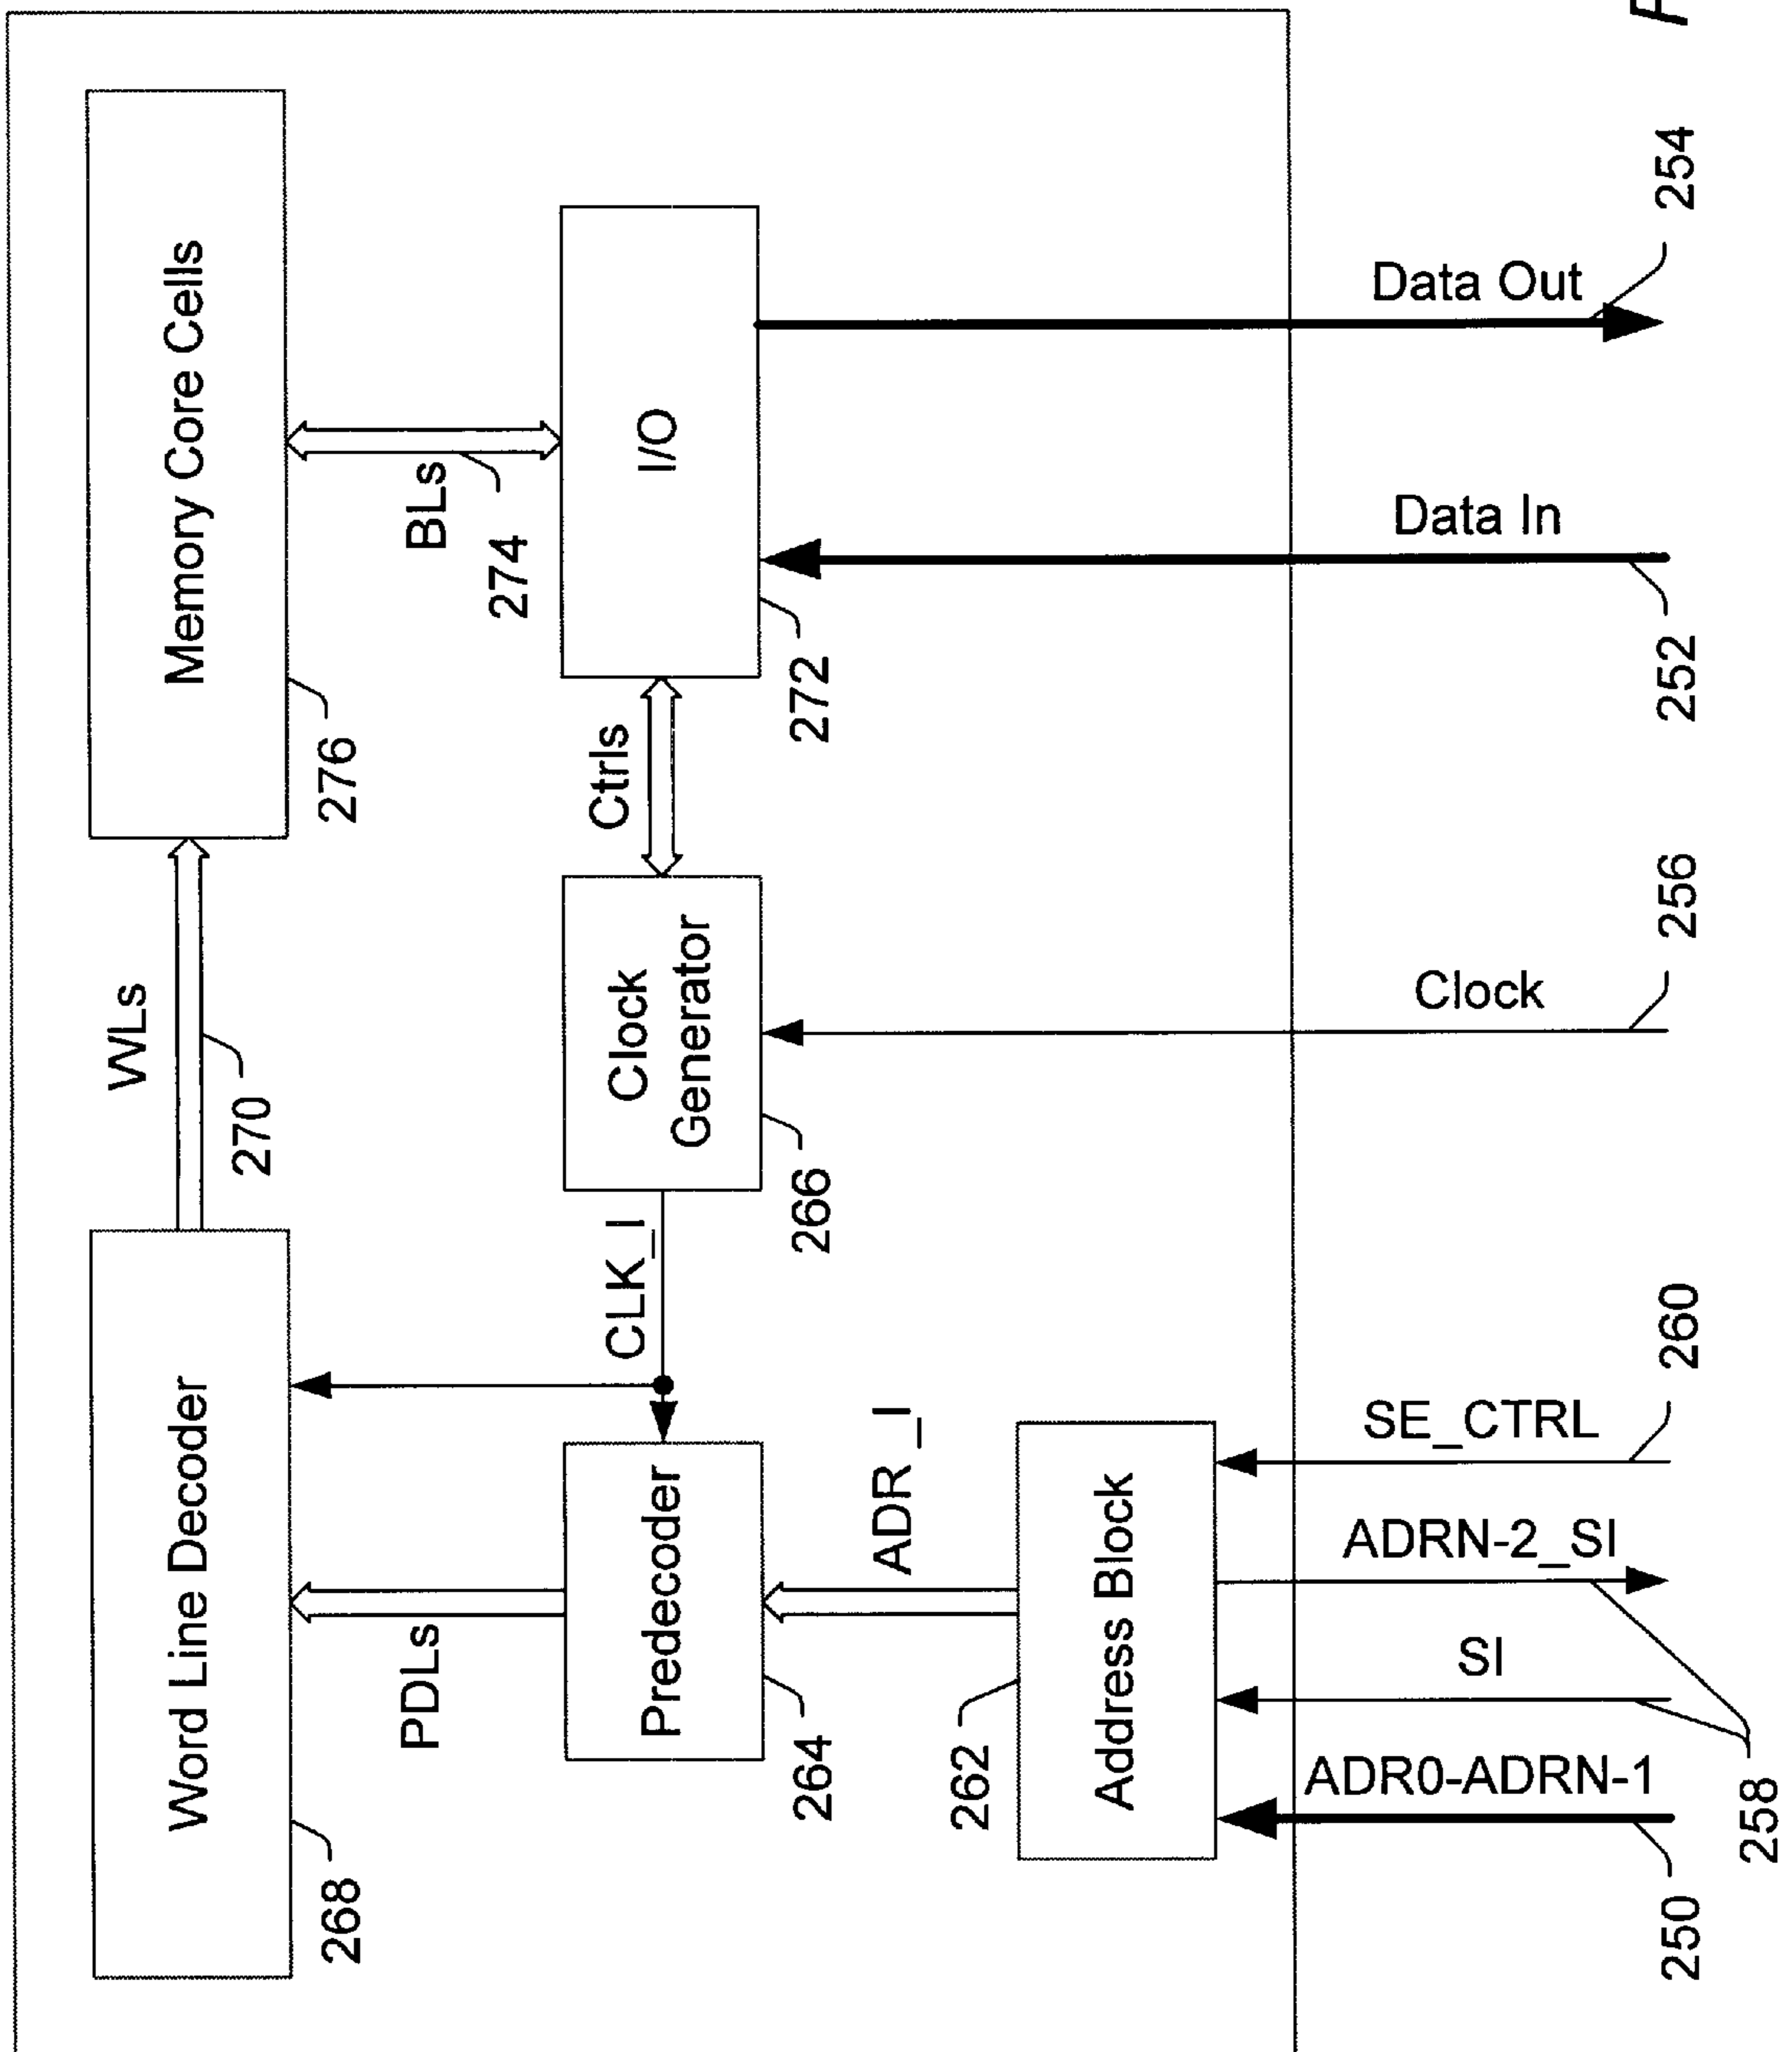 Word Line Decoder
268
WLs
270
Memory Core Cells
276
PDLs
CLK_I
Ctrls
BLs
274
Predecoder
264
Clock
Generator
266
I/O
272
ADR_I
Address Block
262
ADR0-ADRN-1
SI
ADRN-2_SI
SE_CTRL
Clock
Data In
Data Out
250
258
260
256
252
254